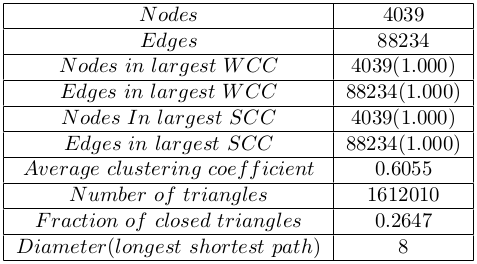 Nodes 4039
Edges 88234
Nodes in largest WCC 4039(1.000)
Edges in largest WCC 88234(1.000)
Nodes In largest SCC 4039(1.000)
Edges in largest SCC 88234(1.000)
Average clustering coefficient 0.6055
Number of triangles 1612010
Fraction of closed triangles 0.2647
Diameter(longest shortest path) 8